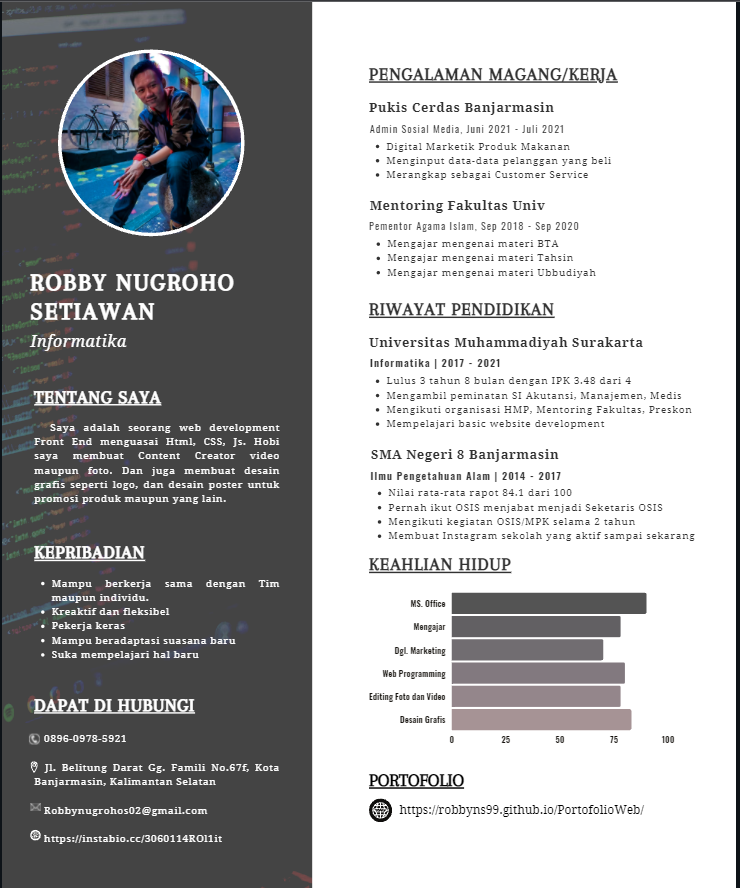 ROBBY NUGROHO
SETIAWAN
Informatika
TENTANG SAYA
Saya adalah seorang web development
Front End menguasai Html, CSS, Js. Hobi
saya membuat Content Creator video
maupun foto. Dan juga membuat desain
grafis seperti logo, dan desain poster untuk
promosi produk maupun yang lain.
KEPRIBADIAN
• Mampu berkerja sama dengan Tim
maupun individu.
• Kreaktif dan fleksibel
• Pekerja keras
• Mampu beradaptasi suasana baru
• Suka mempelajari hal baru
DAPAT DI HUBUNGI
0896-0978-5921
Jl. Belitung Darat Gg. Famili No.67f, Kota
Banjarmasin, Kalimantan Selatan
Robbynugrohos02@gmail.com
https://instabio.cc/3060114ROl1it
PENGALAMAN MAGANG/KERJA
Pukis Cerdas Banjarmasin
Admin Sosial Media, Juni 2021 - Juli 2021
• Digital Marketik Produk Makanan
• Menginput data-data pelanggan yang beli
• Merangkap sebagai Customer Service
Mentoring Fakultas Univ
Pementor Agama Islam, Sep 2018 - Sep 2020
• Mengajar mengenai materi BTA
• Mengajar mengenai materi Tahsin
• Mengajar mengenai materi Ubbudiyah
RIWAYAT PENDIDIKAN
Universitas Muhammadiyah Surakarta
Informatika | 2017 - 2021
• Lulus 3 tahun 8 bulan dengan IPK 3.48 dari 4
• Mengambil peminatan SI Akutansi, Manajemen, Medis
• Mengikuti organisasi HMP, Mentoring Fakultas, Preskon
• Mempelajari basic website development
SMA Negeri 8 Banjarmasin
Ilmu Pengetahuan Alam | 2014 - 2017
• Nilai rata-rata rapot 84.1 dari 100
• Pernah ikut OSIS menjabat menjadi Seketaris OSIS
• Mengikuti kegiatan OSIS/MPK selama 2 tahun
• Membuat Instagram sekolah yang aktif sampai sekarang
KEAHLIAN HIDUP
MS. Office
Mengajar
Dgl. Marketing
Web Programming
Editing Foto dan Video
Desain Grafis
0 25 50 75 100
PORTOFOLIO
https://robbyns99.github.io/PortofolioWeb/